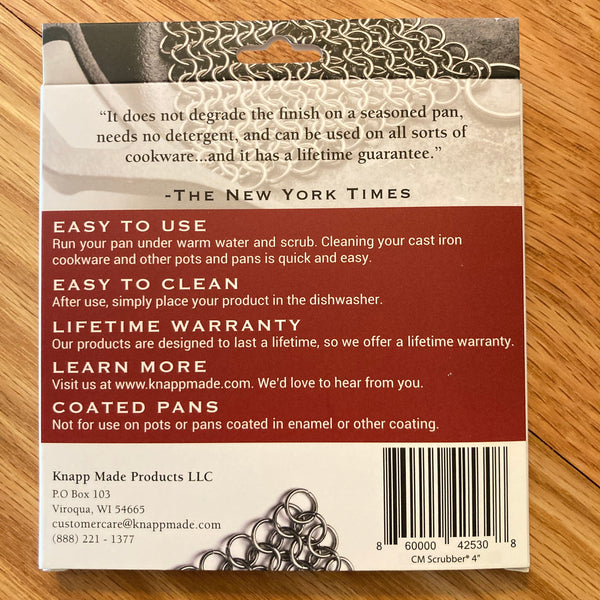 “It does not degrade the finish on a seasoned pan,
needs no detergent, and can be used on all sorts of
cookware...and it has a lifetime guarantee.”
-THE NEW YORK TIMES
EASY TO USE
Run your pan under warm water and scrub. Cleaning your cast iron
cookware and other pots and pans is quick and easy.
EASY TO CLEAN
After use, simply place your product in the dishwasher.
LIFETIME WARRANTY
Our products are designed to last a lifetime, so we offer a lifetime warranty.
LEARN MORE
Visit us at www.knappmade.com. We’d love to hear from you.
COATED PANS
Not for use on pots or pans coated in enamel or other coating.
Knapp Made Products LLC
P.O Box 103
Viroqua, WI 54665
customercare@knappmade.com
(888) 221 - 1377
8 60000 42530 8
CM Scrubber® 4”